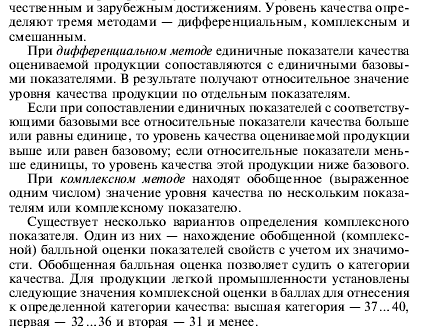 чественным и зарубежным достижениям. Уровень качества опре-
деляют тремя методами — дифференциальным, комплексным и
смешанным.
При дифференциальном методе единичные показатели качества
оцениваемой продукции сопоставляются с единичными базовы-
ми показателями. В результате получают относительное значение
уровня качества продукции по отдельным показателям.
Если при сопоставлении единичных показателей с соответству-
ющими базовыми все относительные показатели качества больше
или равны единице, то уровень качества оцениваемой продукции
выше или равен базовому; если относительные показатели мень-
ше единицы, то уровень качества этой продукции ниже базового.
При комплексном методе находят обобщенное (выраженное
одним числом) значение уровня качества по нескольким показа-
телям или комплексному показателю.
Существует несколько вариантов определения комплексного
показателя. Один из них — нахождение обобщенной (комплекс-
ной) балльной оценки показателей свойств с учетом их значимо-
сти. Обобщенная балльная оценка позволяет судить о категории
качества. Для продукции легкой промышленности установлены
следующие значения комплексной оценки в баллах для отнесения
к определенной категории качества: высшая категория — 37...40,
первая — 32...36 и вторая — 31 и менее.